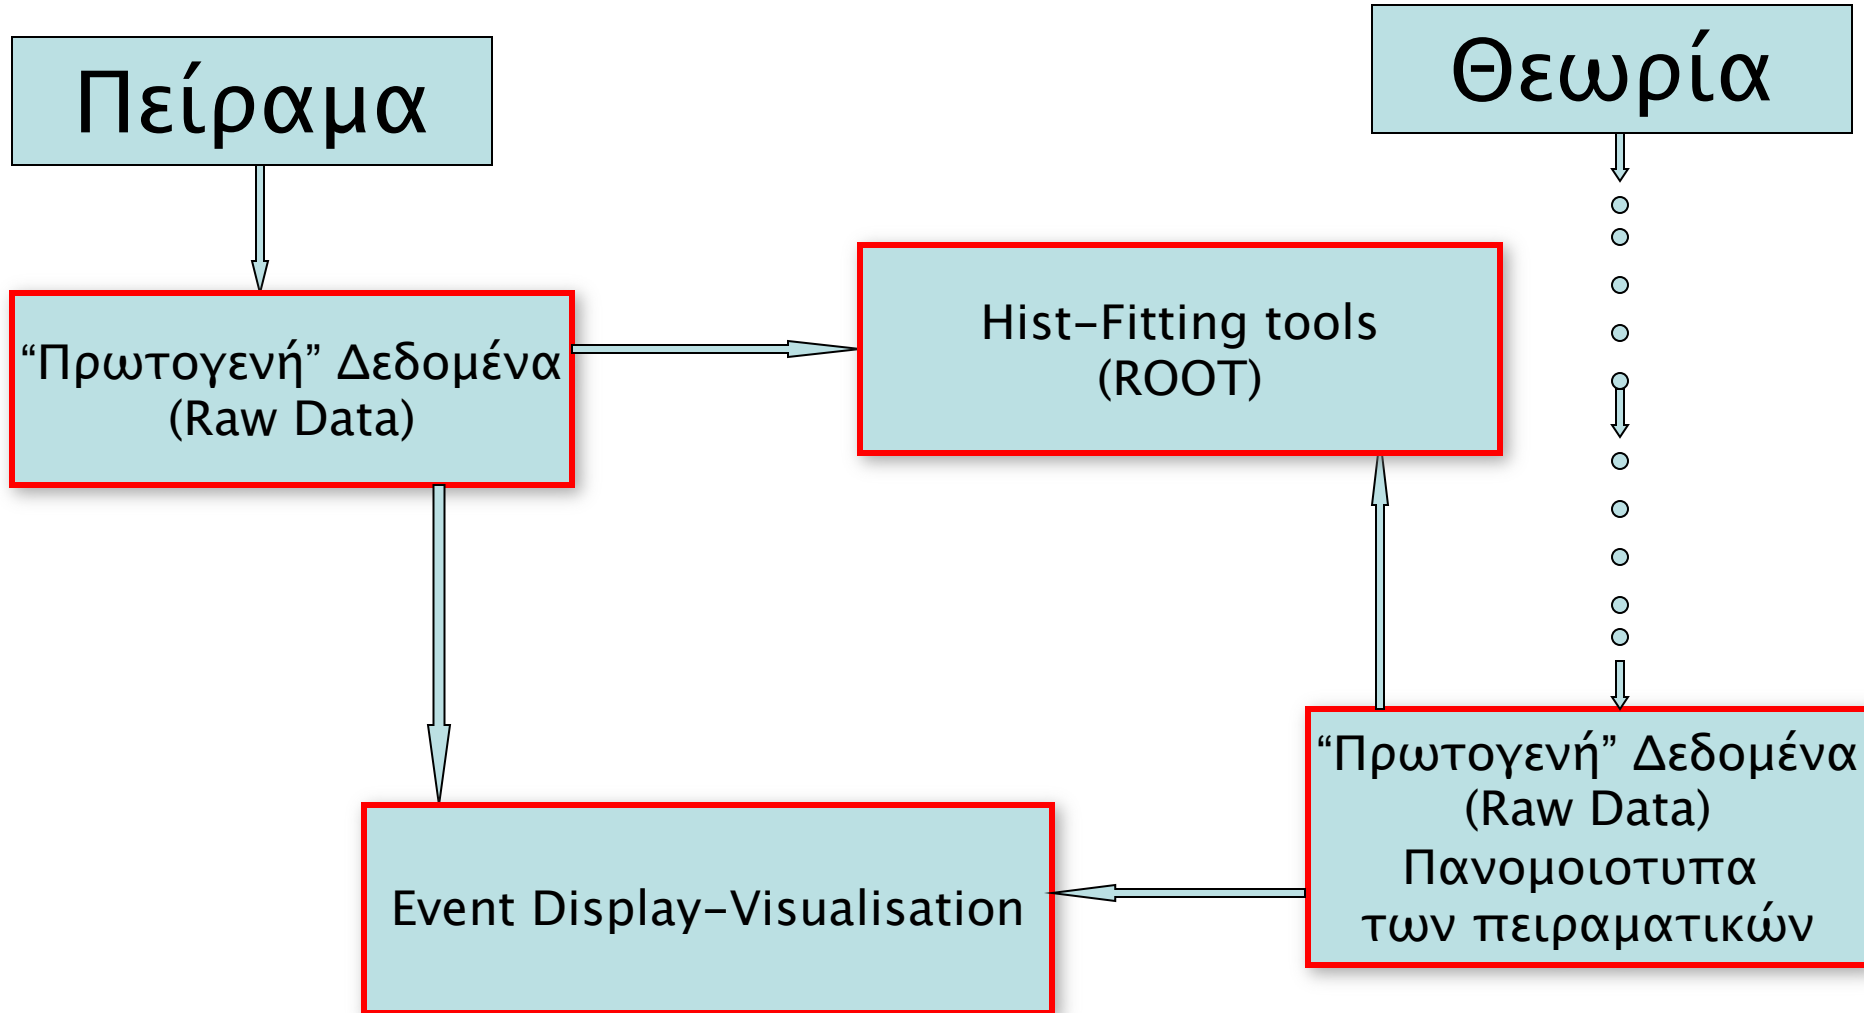 Πείραμα
Θεωρία
“Πρωτογενή” Δεδομένα
(Raw Data)
Hist–Fitting tools
(ROOT)
“Πρωτογενή” Δεδομένα
(Raw Data)
Πανομοιοτυπα
των πειραματικών
Event Display–Visualisation